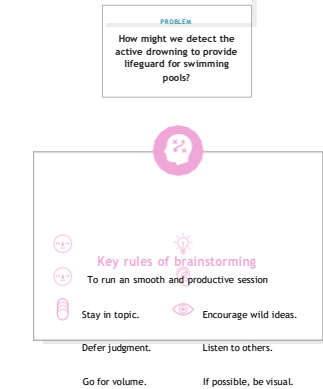 PROBLEM
How might we detect the
active drowning to provide
lifeguard for swimming
pools?
Key rules of brainstorming
To run an smooth and productive session
Stay in topic.
Encourage wild ideas.
Defer judgment.
Listen to others.
Go for volume.
If possible, be visual.